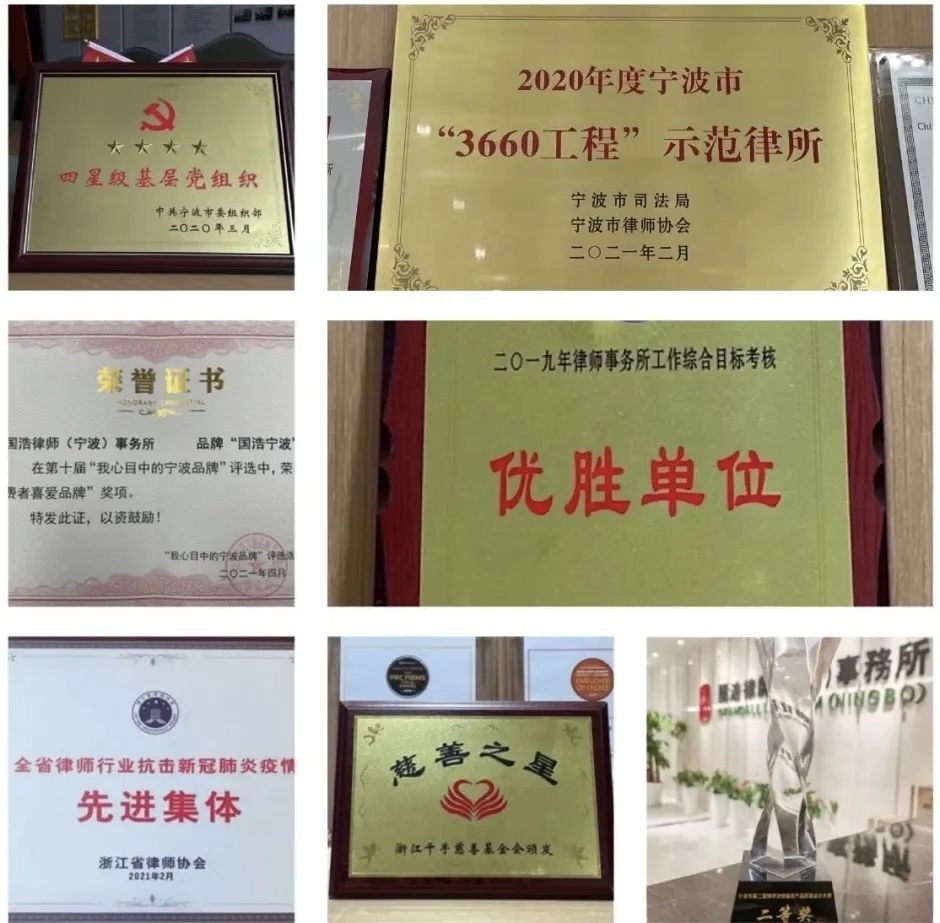 四星级基层党组织
中共宁波市委组织部
二〇二〇年三月
2020年度宁波市
“3660工程”示范律所
宁波市司法局
宁波市律师协会
二〇二一年二月
荣誉证书
国浩律师（宁波）事务所 品牌“国浩宁波”
在第十届“我心目中的宁波品牌”评选中，荣
费者喜爱品牌”奖项。
特发此证，以资鼓励！
“我心目中的宁波品牌”评选
二〇二一年四月
二〇一九年律师事务所工作综合目标考核
优胜单位
全省律师行业抗击新冠肺炎疫情
先进集体
浙江省律师协会
2021年2月
慈善之星
浙江千手慈善基金会颁发
國浩律師 事務所
二等奖